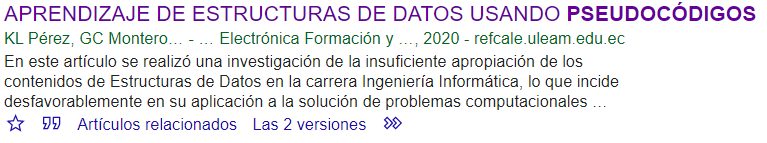 APRENDIZAJE DE ESTRUCTURAS DE DATOS USANDO PSEUDOCÓDIGOS
KL Pérez, GC Montero… - … Electrónica Formación y …, 2020 - refcale.uleam.edu.ec
En este artículo se realizó una investigación de la insuficiente apropiación de los
contenidos de Estructuras de Datos en la carrera Ingeniería Informática, lo que incide
desfavorablemente en su aplicación a la solución de problemas computacionales …
Artículos relacionados Las 2 versiones